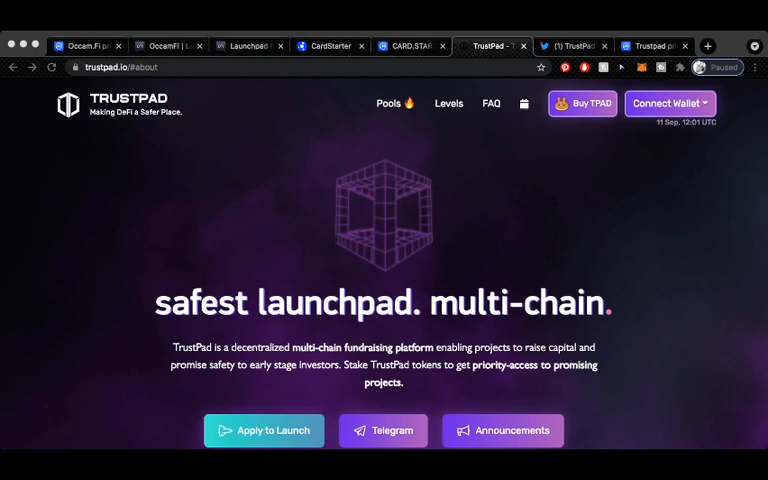 Occam.Fi pr
OccamFi | La
Launchpad
CardStarter
CARD.STAR
TrustPad - T
(1) TrustPad
Trustpad pri
trustpad.io/#about
Paused
TRUSTPAD
Making DeFi a Safer Place.
Pools
Levels
FAQ
Buy TPAD
Connect Wallet
11 Sep, 12:01 UTC
safest launchpad. multi-chain.
TrustPad is a decentralized multi-chain fundraising platform enabling projects to raise capital and
promise safety to early stage investors. Stake TrustPad tokens to get priority-access to promising
projects.
Apply to Launch
Telegram
Announcements